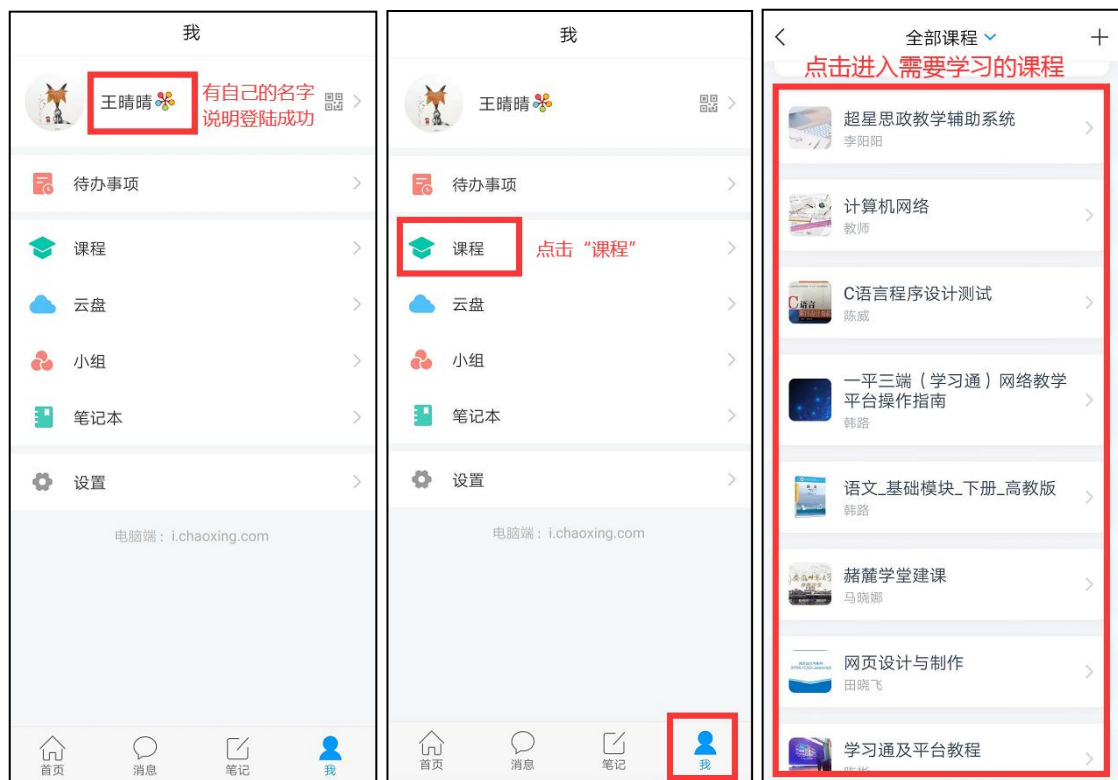 我
王晴晴
有自己的名字
说明登陆成功
待办事项
课程
云盘
小组
笔记本
设置
电脑端：i.chaoxing.com
首页
消息
笔记
我
我
王晴晴
待办事项
课程
点击“课程”
云盘
小组
笔记本
设置
电脑端：i.chaoxing.com
首页
消息
笔记
我
全部课程
点击进入需要学习的课程
超星思政教学辅助系统
李阳阳
计算机网络
教师
C语言程序设计测试
陈威
一平三端（学习通）网络教学
平台操作指南
韩路
语文_基础模块_下册_高教版
韩路
赭麓学堂建课
马晓娜
网页设计与制作
田晓飞
学习通及平台教程